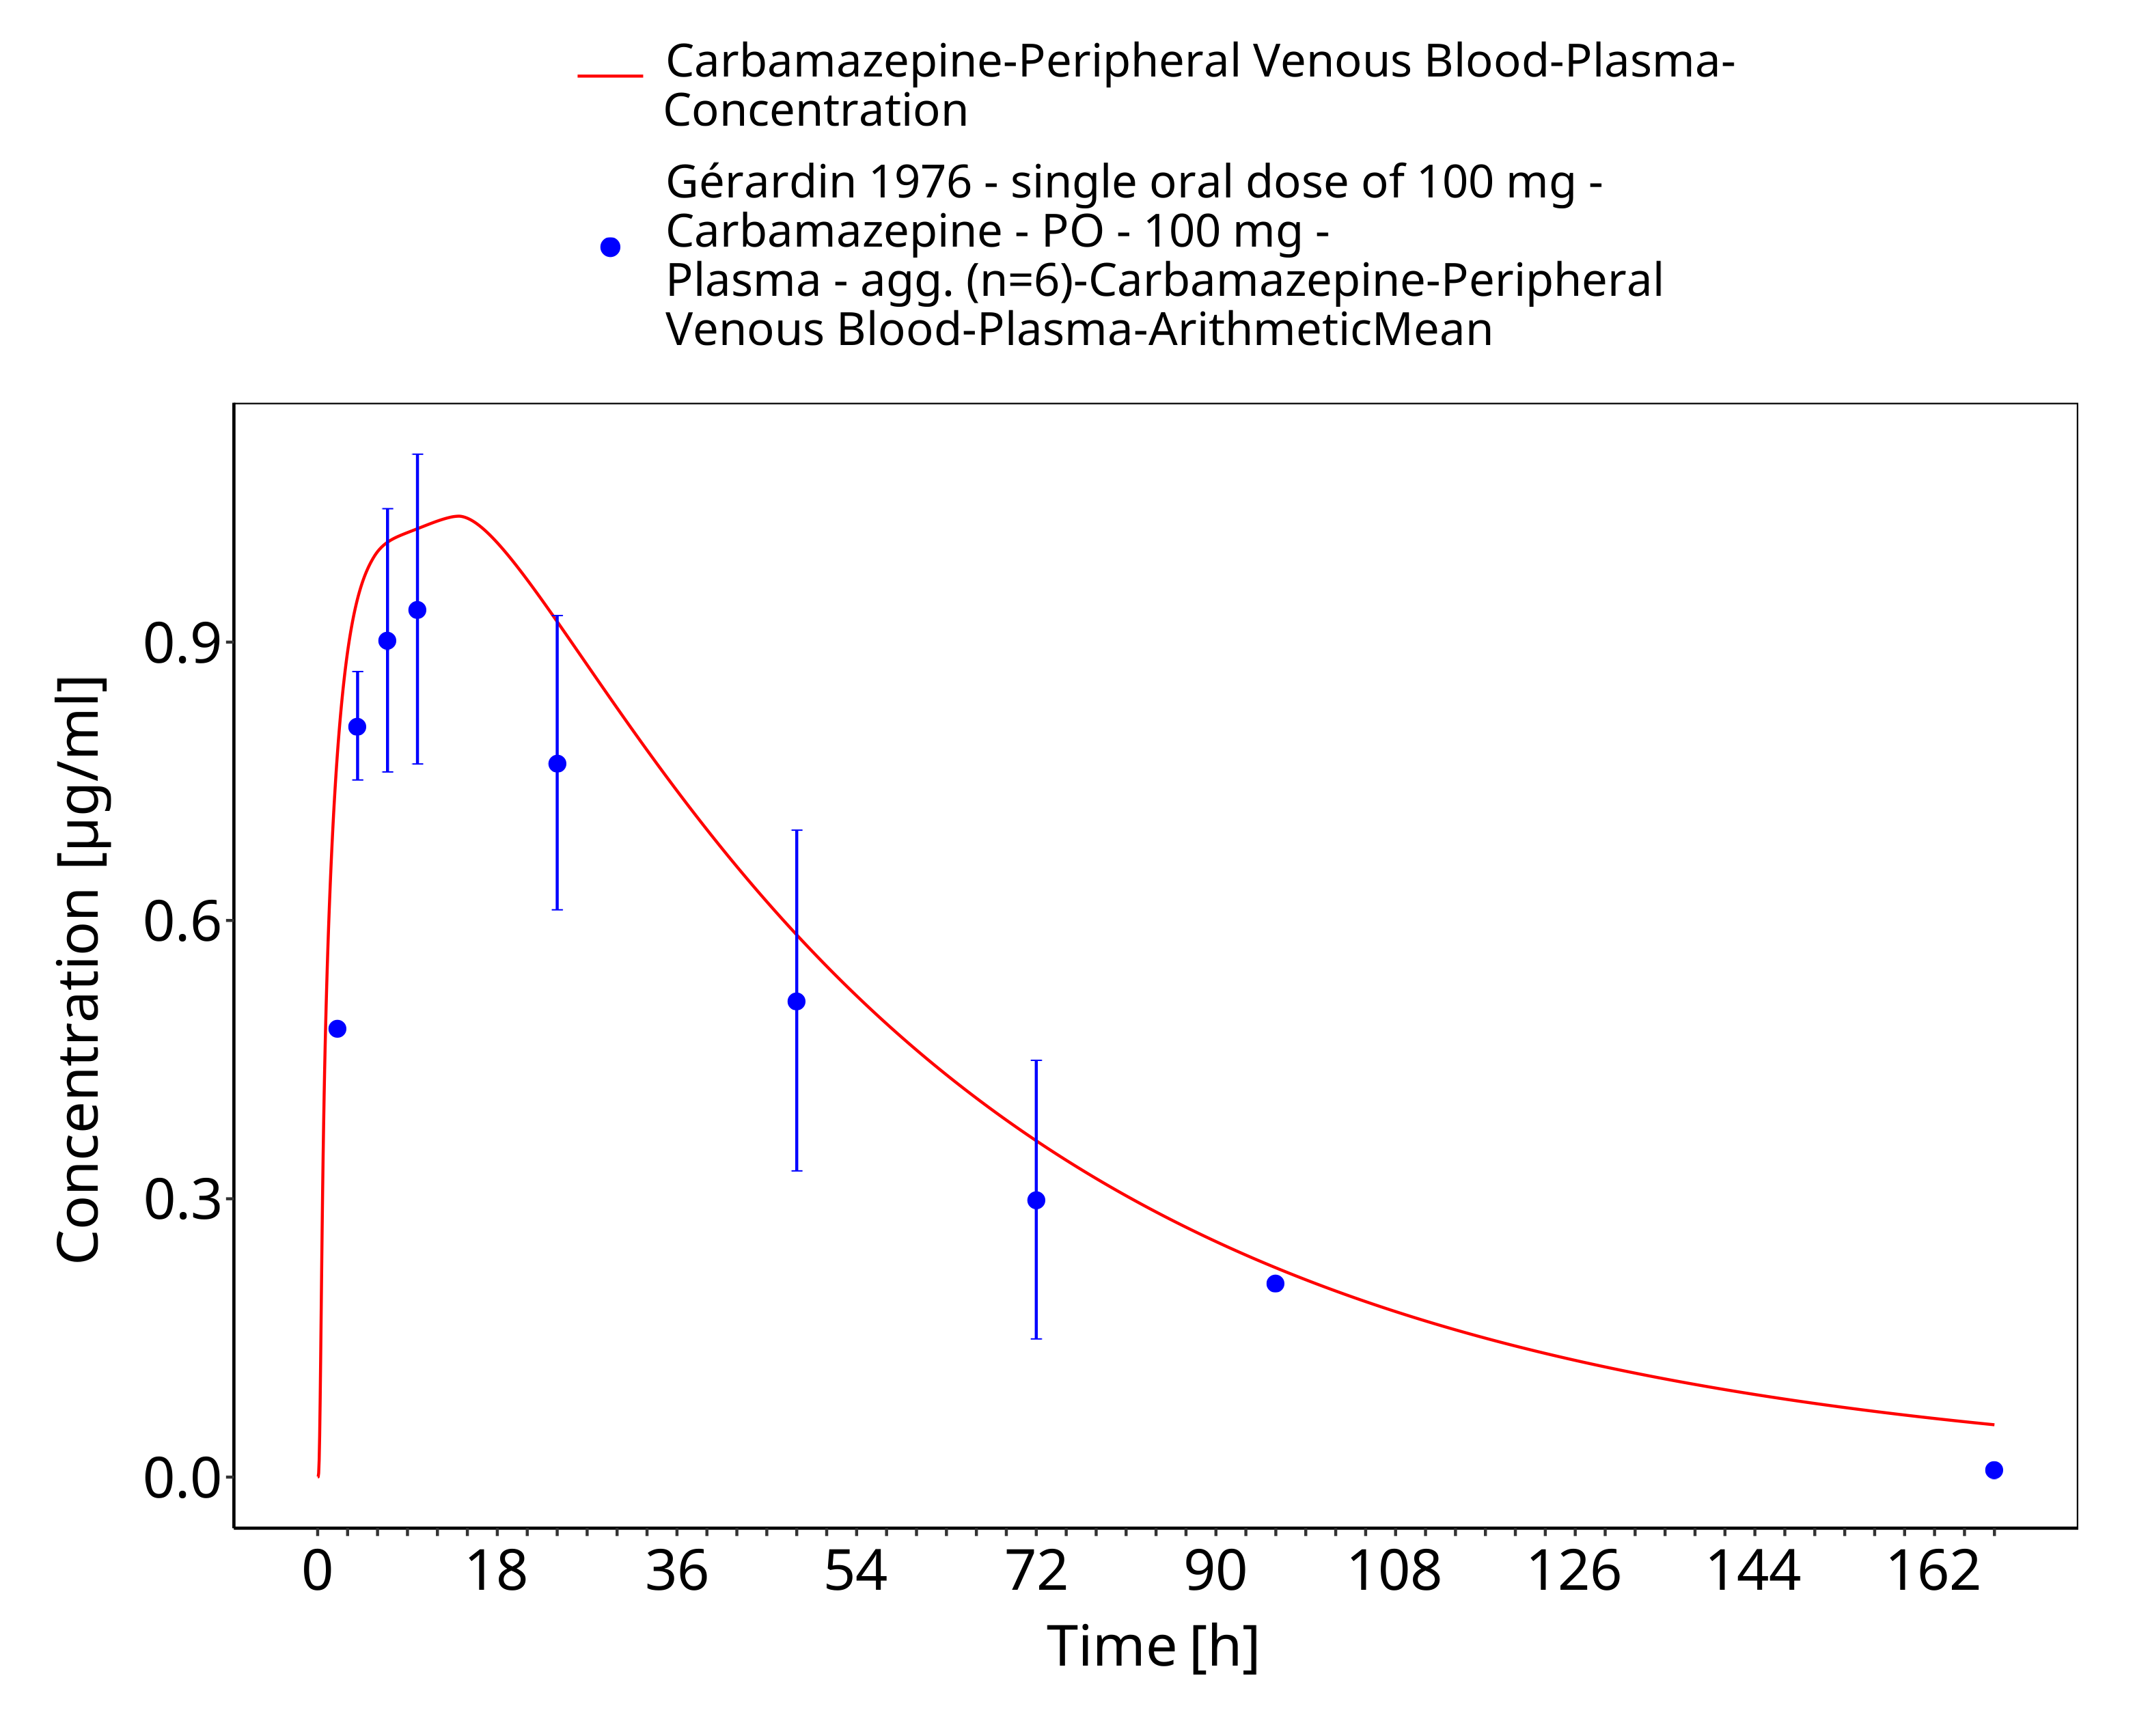 Carbamazepine-Peripheral Venous Blood-Plasma-
Concentration
Gérardin 1976 - single oral dose of 100 mg -
Carbamazepine - PO - 100 mg -
Plasma - agg. (n=6)-Carbamazepine-Peripheral
Venous Blood-Plasma-ArithmeticMean
Concentration [µg/ml]
0.9
0.6
0.3
0.0
0 18 36 54 72 90 108 126 144 162
Time [h]